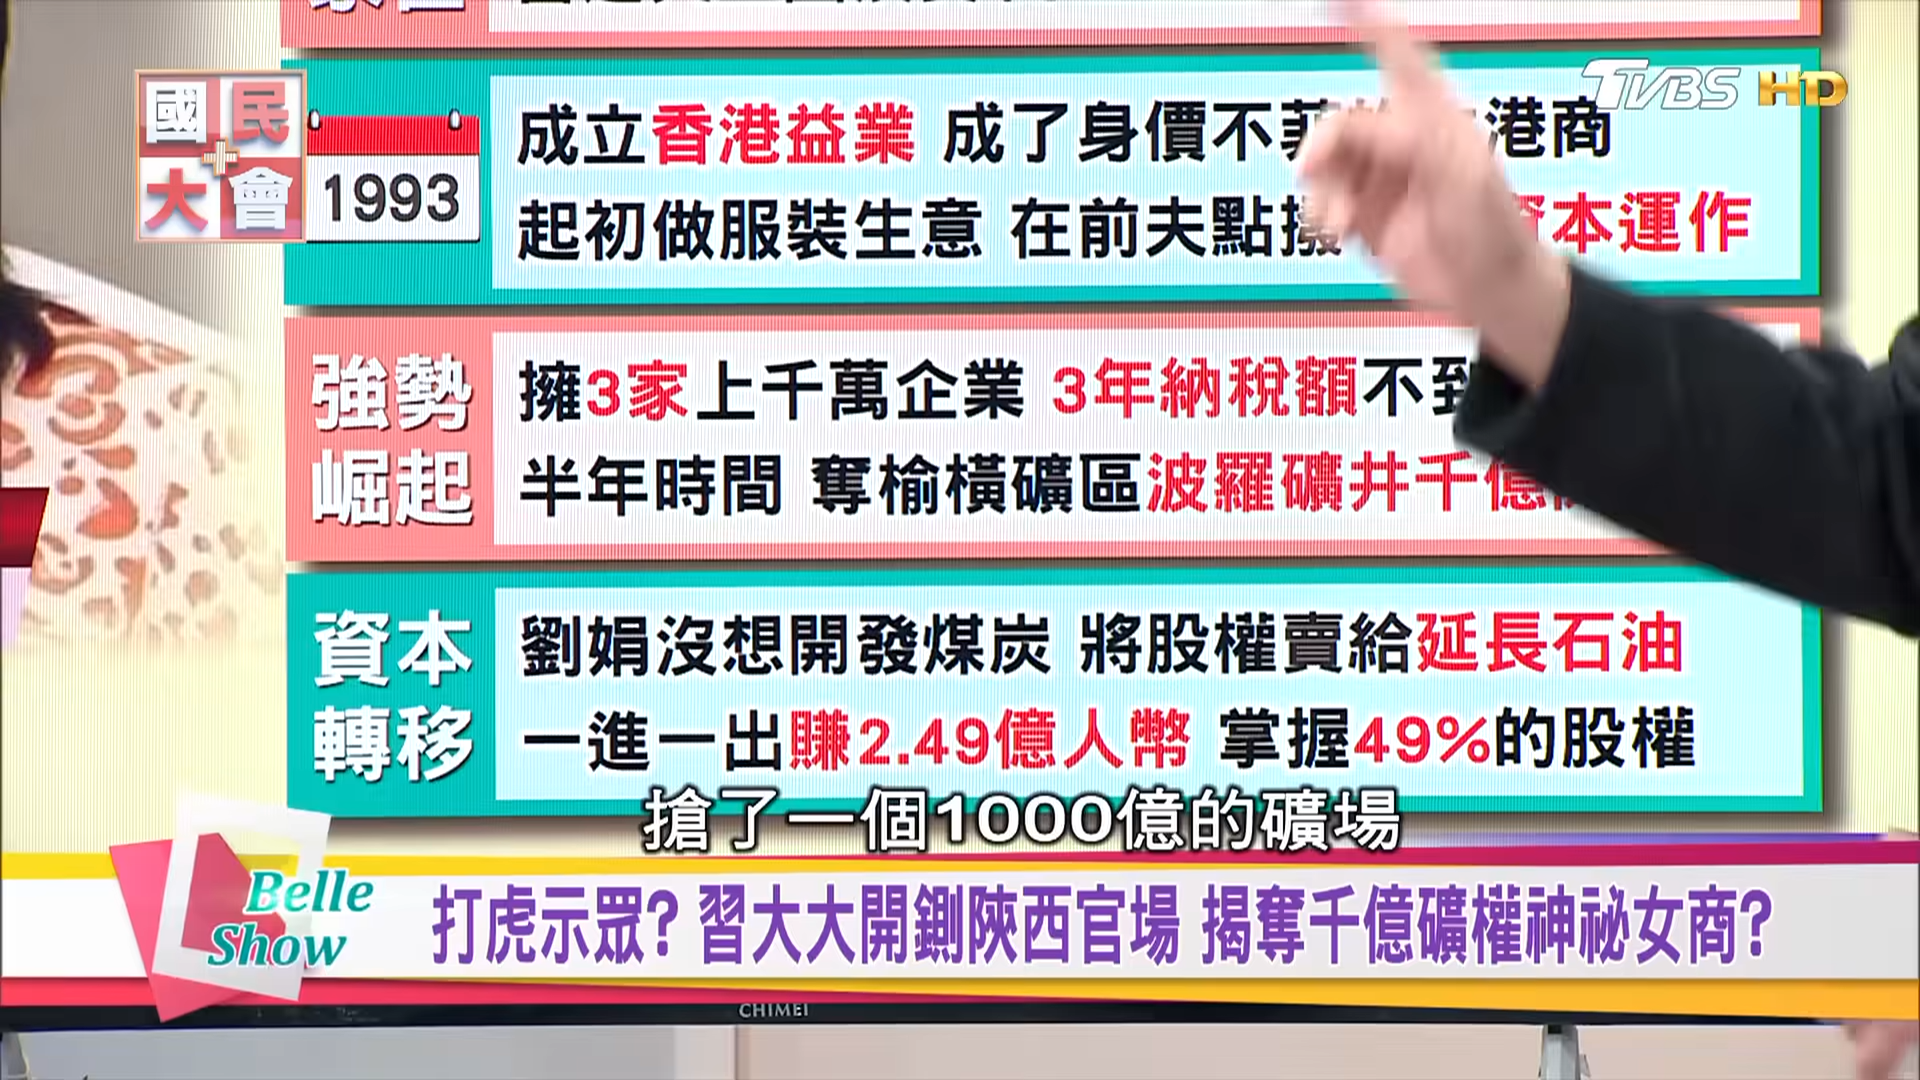 國民大會
TVBS HD
1993
成立香港益業 成了身價不 港商
起初做服裝生意 在前夫點撥 資本運作
強勢崛起
擁3家上千萬企業 3年納稅額不到
半年時間 奪榆橫礦區波羅礦井千億
資本轉移
劉娟沒想開發煤炭 將股權賣給延長石油
一進一出賺2.49億人幣 掌握49%的股權
搶了一個1000億的礦場
Belle Show
打虎示眾? 習大大開鍘陝西官場 揭奪千億礦權神祕女商?
CHIMEI